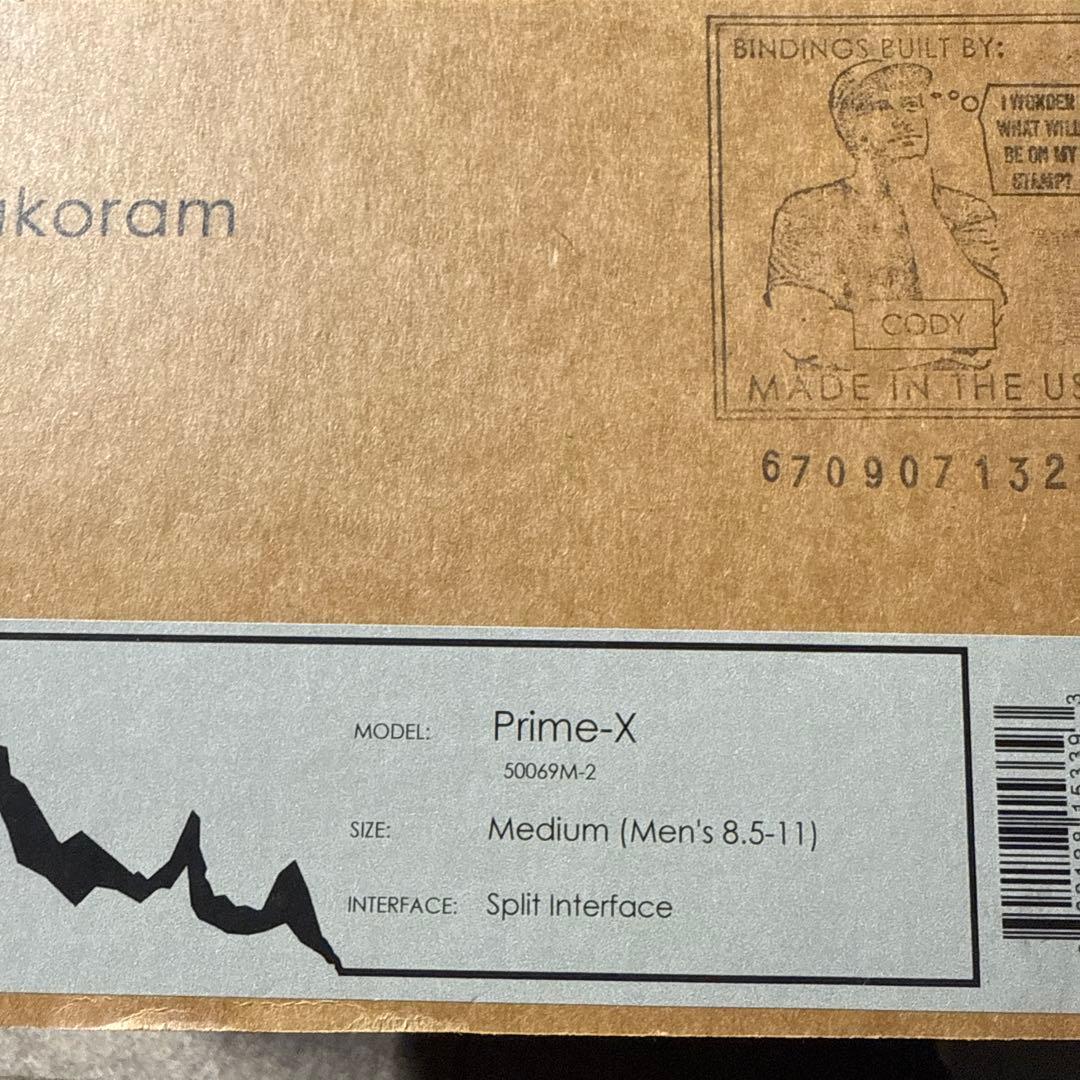 BINDINGS BUILT BY:
I WONDER
WHAT WILL
BE ON MY
STAMP?
akoram
CODY
MADE IN THE US
670907132
MODEL: Prime-X
50069M-2
SIZE: Medium (Men's 8.5-11)
INTERFACE: Split Interface